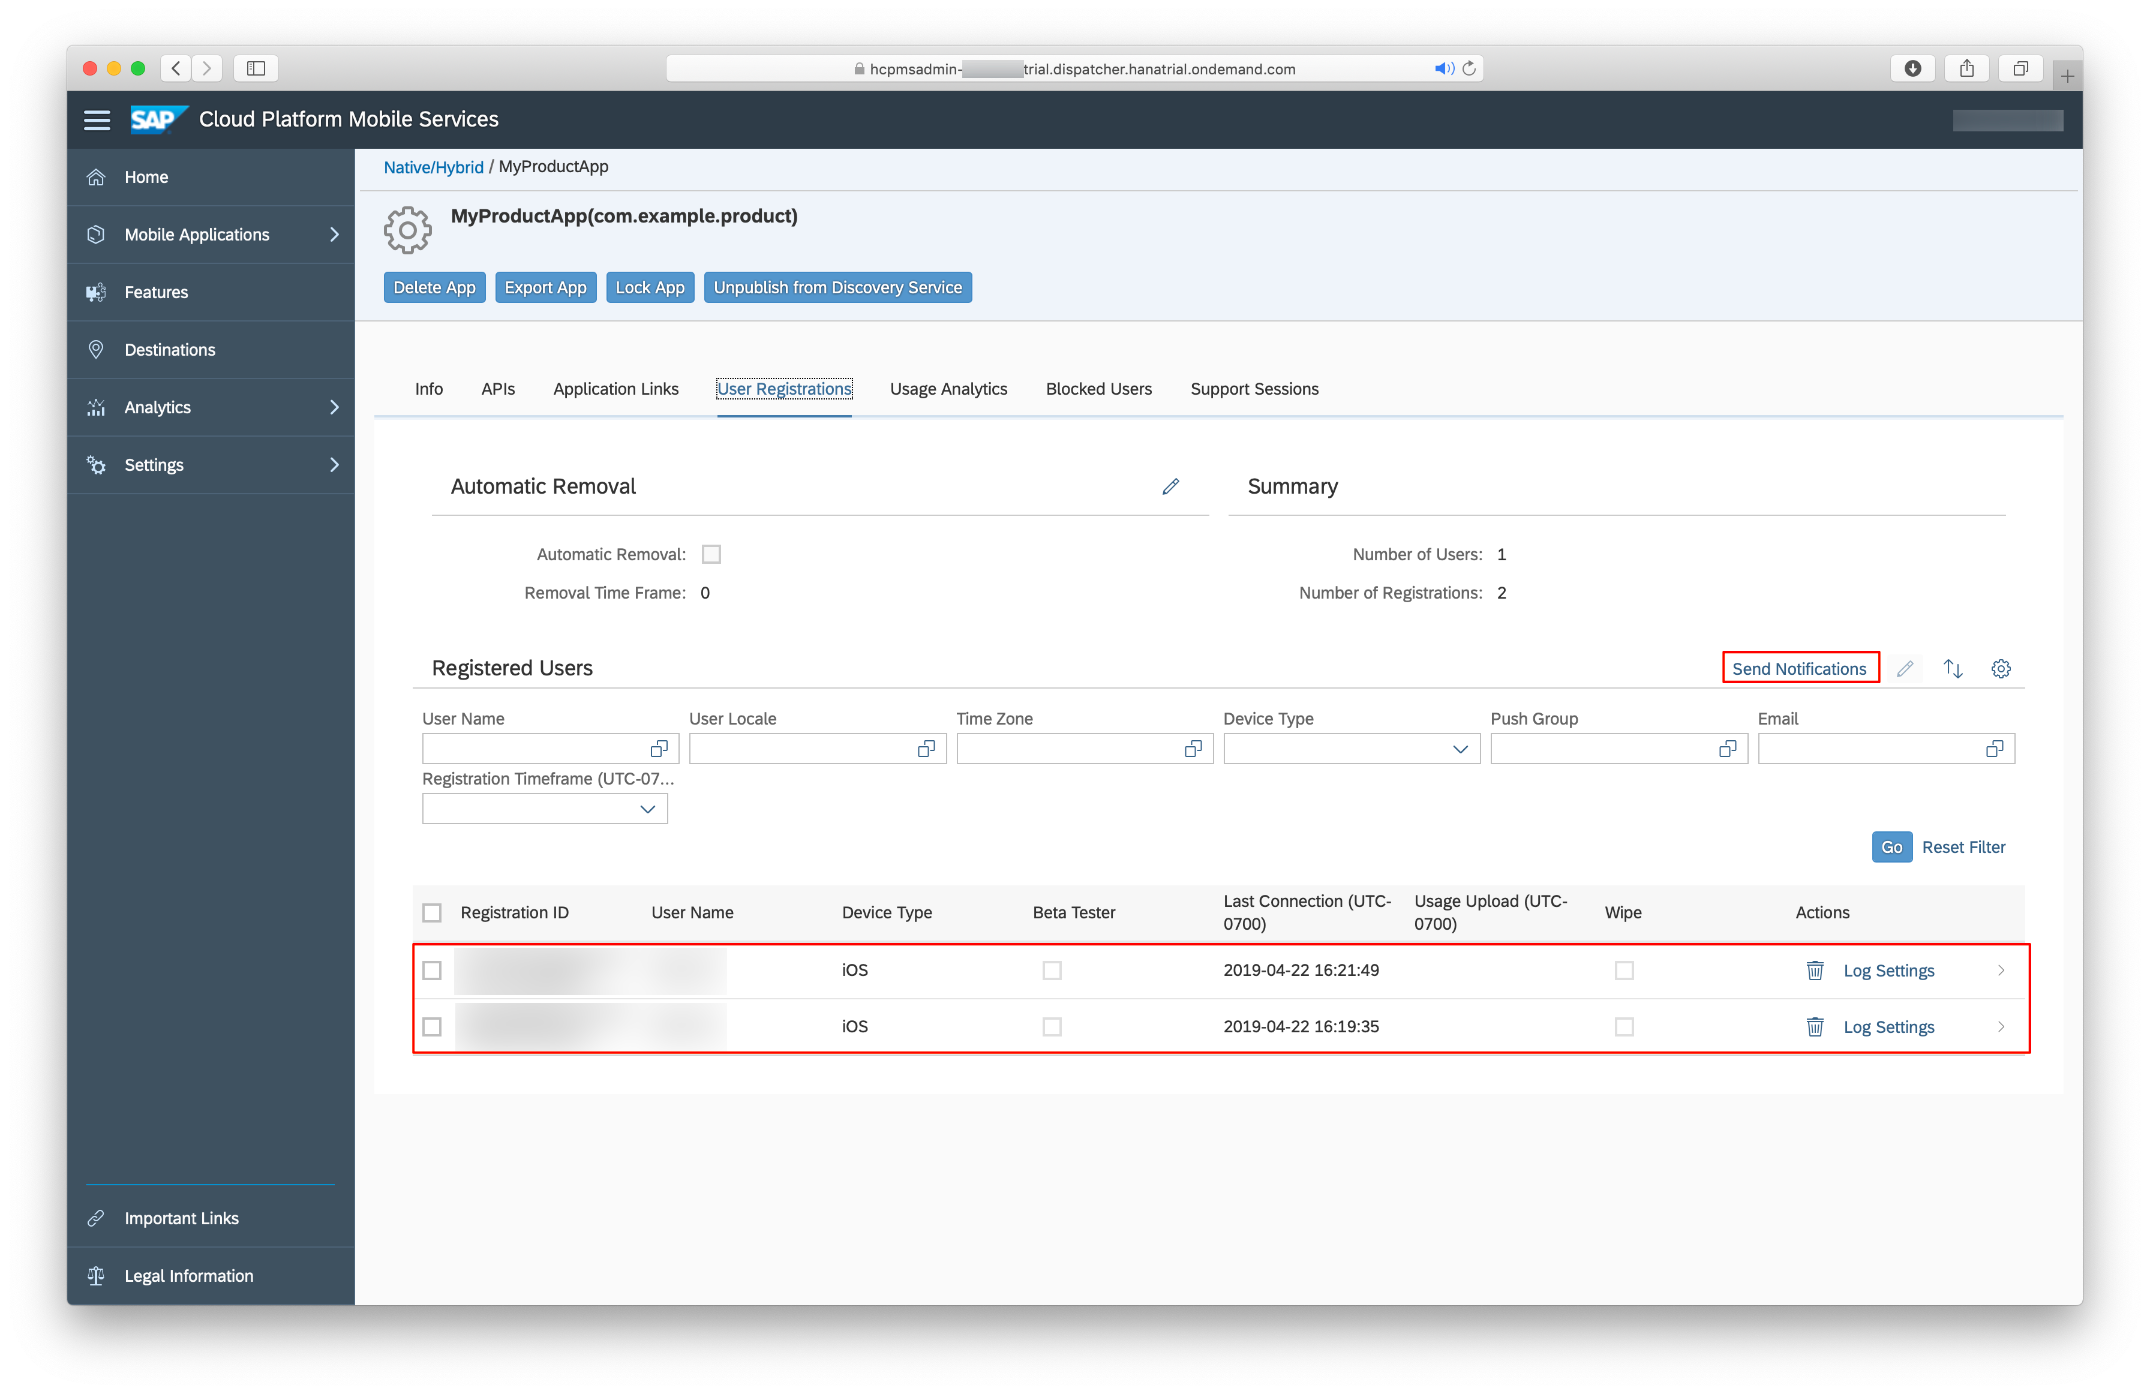 hcpmsadmin- trial.dispatcher.hanatrial.ondemand.com
SAP Cloud Platform Mobile Services
Home
Mobile Applications
Features
Destinations
Analytics
Settings
Important Links
Legal Information
Native/Hybrid / MyProductApp
MyProductApp(com.example.product)
Delete App Export App Lock App Unpublish from Discovery Service
Info APIs Application Links User Registrations Usage Analytics Blocked Users Support Sessions
Automatic Removal
Automatic Removal:
Removal Time Frame: 0
Summary
Number of Users: 1
Number of Registrations: 2
Registered Users Send Notifications
User Name User Locale Time Zone Device Type Push Group Email
Registration Timeframe (UTC-07...
Go Reset Filter
Registration ID User Name Device Type Beta Tester Last Connection (UTC-0700) Usage Upload (UTC-0700) Wipe Actions
iOS 2019-04-22 16:21:49 Log Settings
iOS 2019-04-22 16:19:35 Log Settings